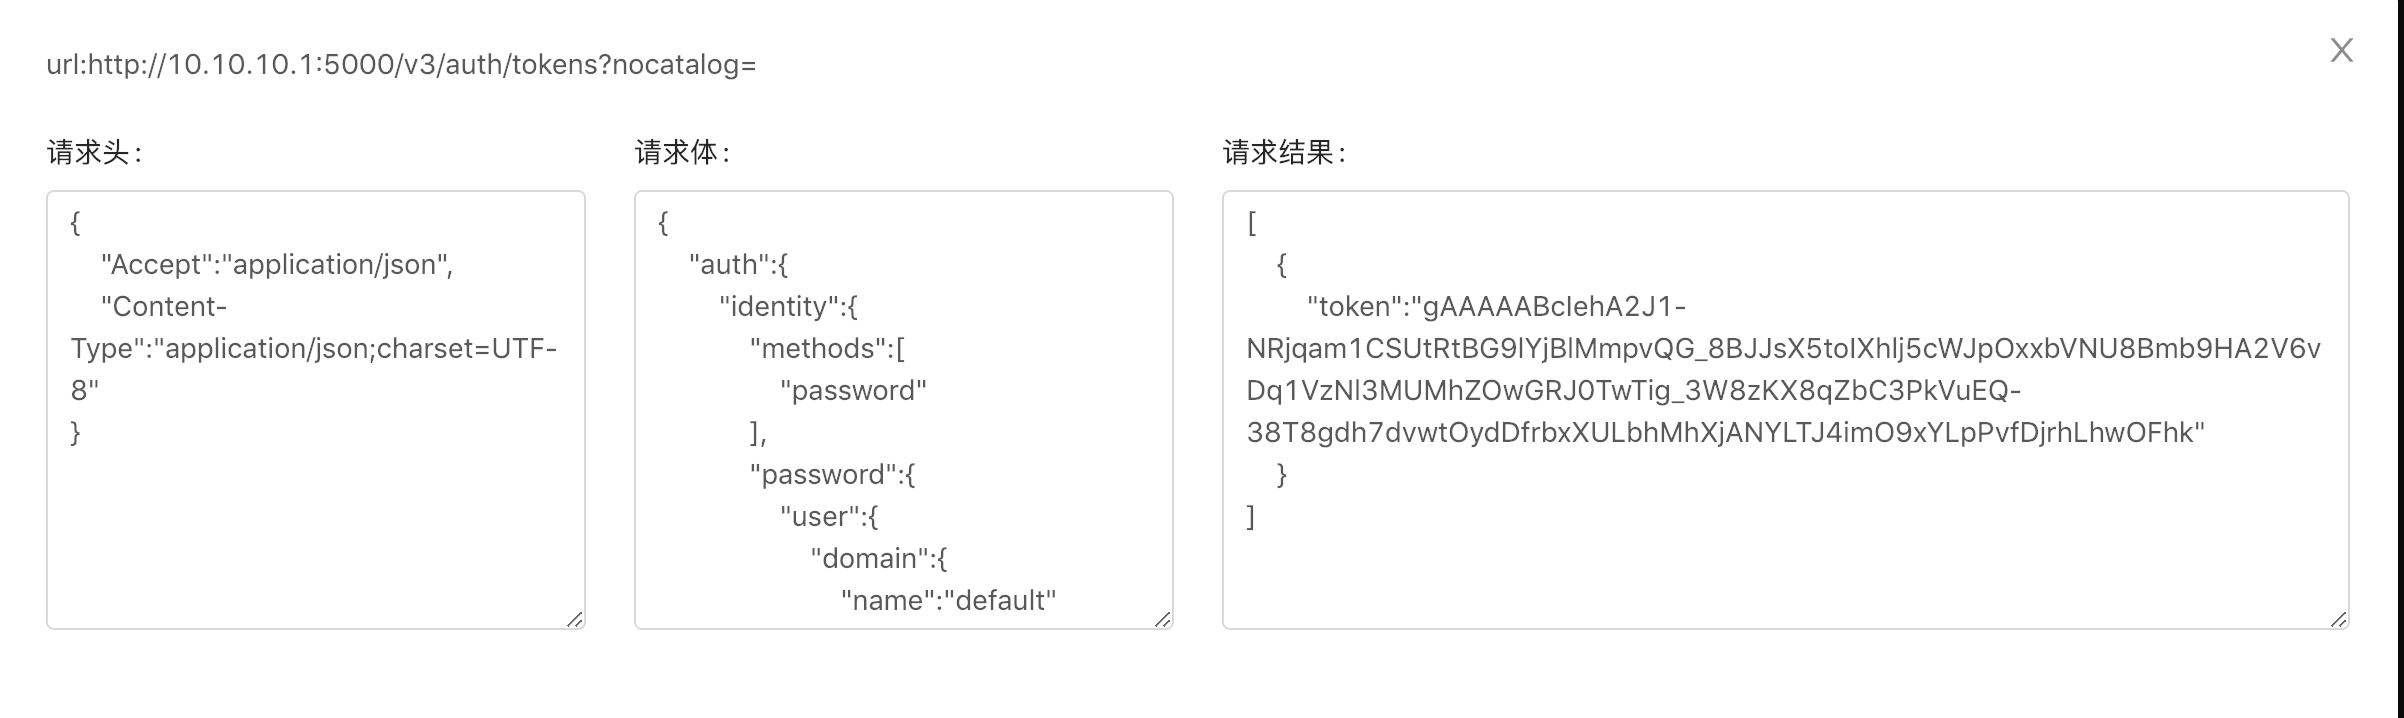 url:http://10.10.10.1:5000/v3/auth/tokens?nocatalog=
X
请求头:
{
"Accept":"application/json",
"Content-
Type":"application/json;charset=UTF-
8"
}
请求体:
{
"auth":{
"identity":{
"methods":[
"password"
],
"password":{
"user":{
"domain":{
"name":"default"
请求结果:
[
{
"token":"gAAAAABcIehA2J1-
NRjqam1CSUtRtBG9lYjBlMmpvQG_8BJJsX5toIXhlj5cWJpOxxbVNU8Bmb9HA2V6v
Dq1VzNl3MUMhZOwGRJ0TwTig_3W8zKX8qZbC3PkVuEQ-
38T8gdh7dvwtOydDfrbxXULbhMhXjANYLTJ4imO9xYLpPvfDjrhLhwOFhk"
}
]